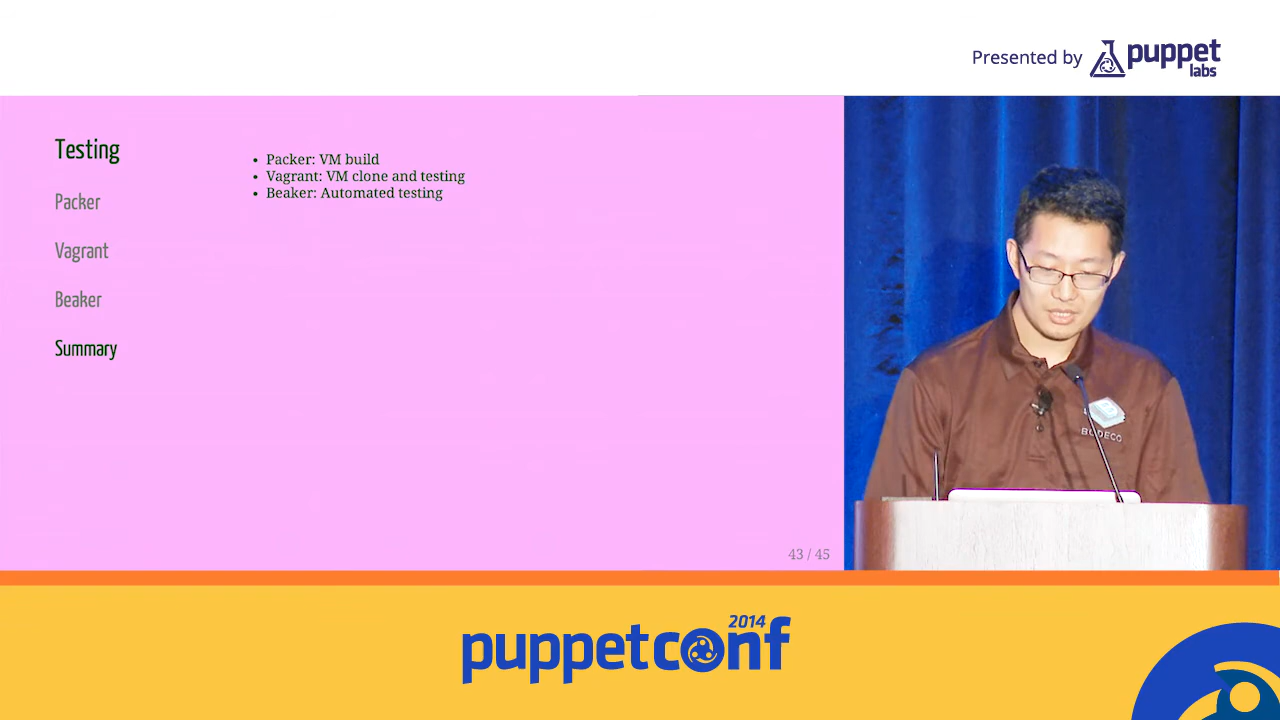 Presented by puppet labs
Testing
Packer
Vagrant
Beaker
Summary
• Packer: VM build
• Vagrant: VM clone and testing
• Beaker: Automated testing
43 / 45
BODECO
puppetconf 2014